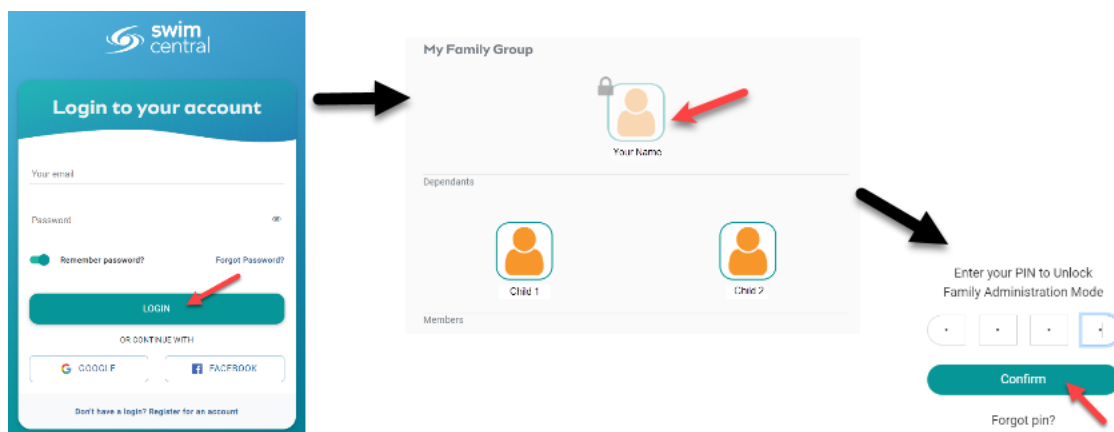 swim
central
Login to your account
Your email
Password
Remember password?
Forgot Password?
LOGIN
OR CONTINUE WITH
GOOGLE
FACEBOOK
Don't have a login? Register for an account
My Family Group
Your Name
Dependants
Child 1
Child 2
Members
Enter your PIN to Unlock
Family Administration Mode
Confirm
Forgot pin?